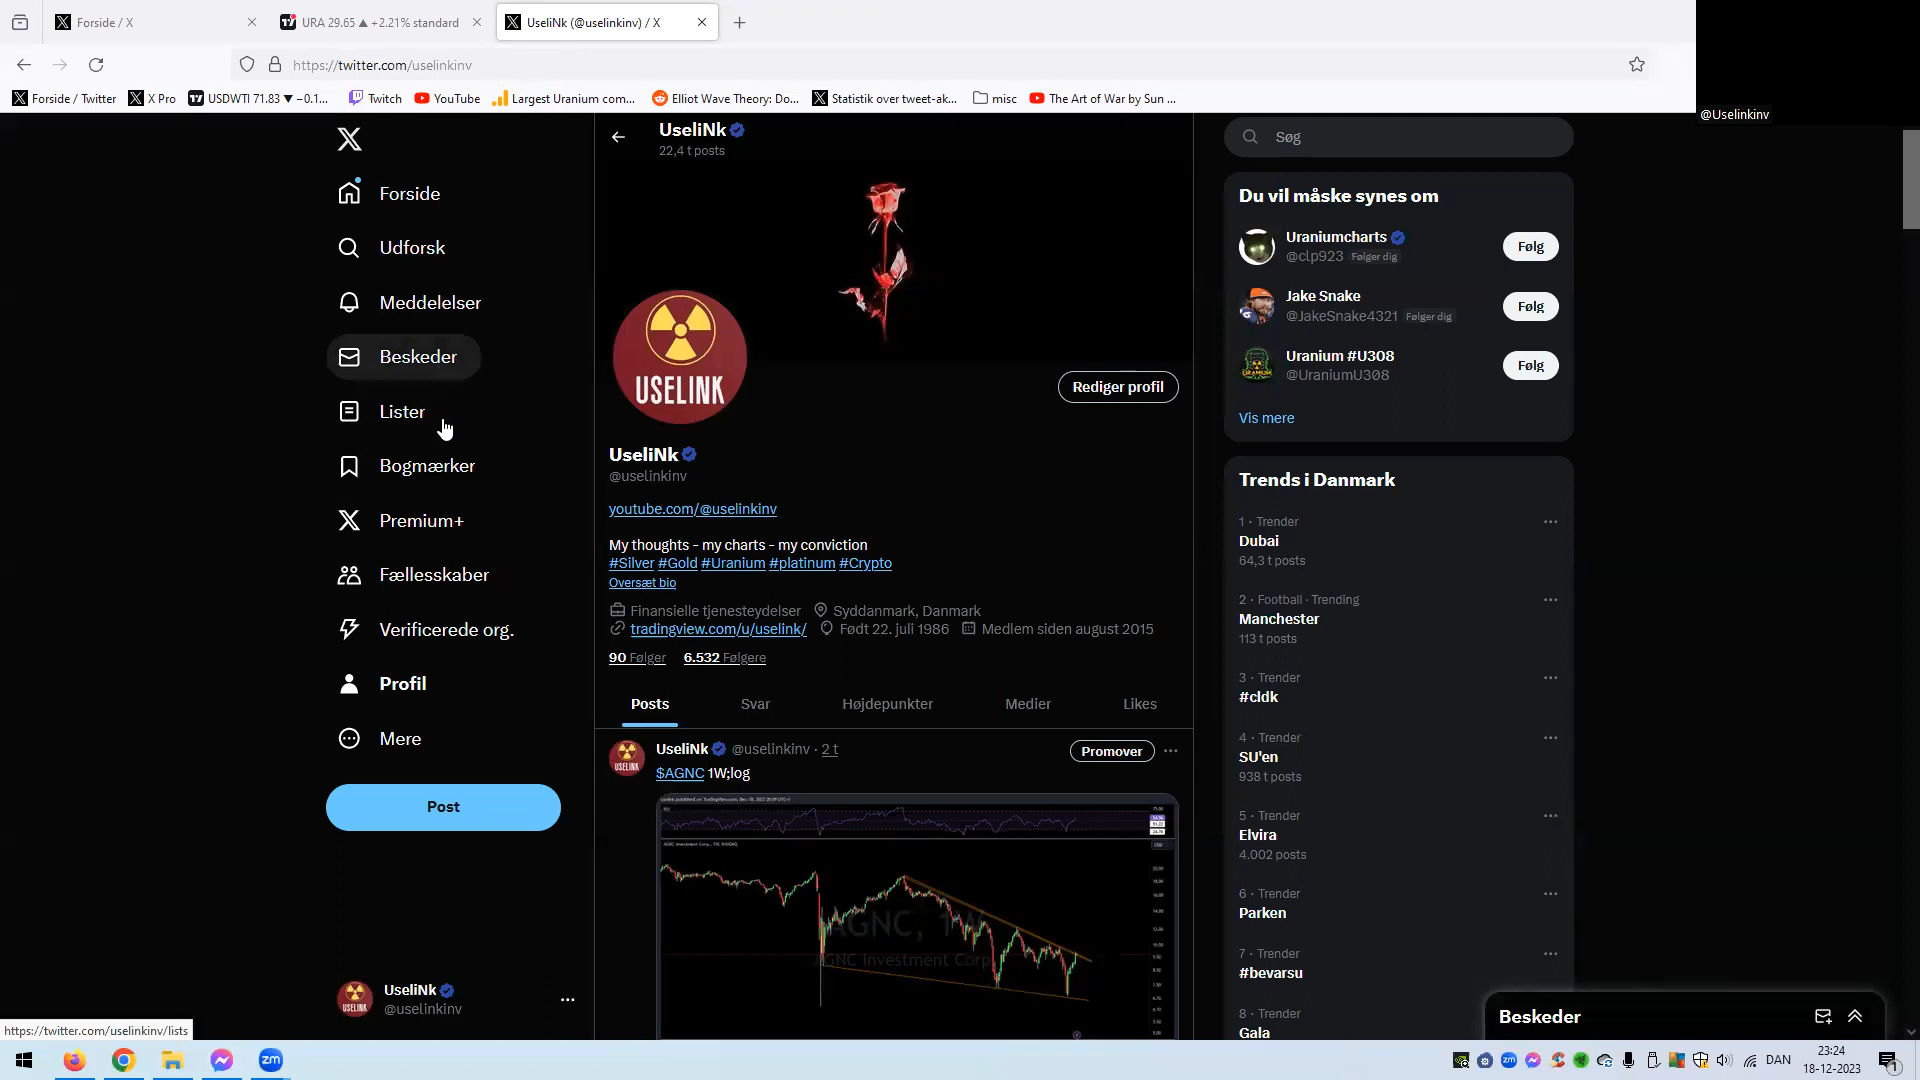 Forside / X
URA 29.65 ▲ +2.21% standard
UseliNk (@uselinkinv) / X
https://twitter.com/uselinkinv
Forside / Twitter
X Pro
USDWTI 71.83 ▼ −0.1...
Twitch
YouTube
Largest Uranium com...
Elliot Wave Theory: Do...
Statistik over tweet-ak...
misc
The Art of War by Sun ...
@Uselinkinv
Forside
Udforsk
Meddelelser
Beskeder
Lister
Bogmærker
Premium+
Fællesskaber
Verificerede org.
Profil
Mere
Post
UseliNk
@uselinkinv
https://twitter.com/uselinkinv/lists
UseliNk
22,4 t posts
USELINK
Rediger profil
UseliNk
@uselinkinv
youtube.com/@uselinkinv
My thoughts - my charts - my conviction
#Silver #Gold #Uranium #platinum #Crypto
Oversæt bio
Finansielle tjenesteydelser Syddanmark, Danmark
tradingview.com/u/uselink/ Født 22. juli 1986 Medlem siden august 2015
90 Følger 6.532 Følgere
Posts Svar Højdepunkter Medier Likes
UseliNk @uselinkinv · 2 t
Promover
$AGNC 1W;log
AGNC, 1W
AGNC Investment Corp.
Søg
Du vil måske synes om
Uraniumcharts
@clp923 Følger dig
Følg
Jake Snake
@JakeSnake4321 Følger dig
Følg
Uranium #U308
@UraniumU308
Følg
Vis mere
Trends i Danmark
1 · Trender
Dubai
64,3 t posts
2 · Football · Trending
Manchester
113 t posts
3 · Trender
#cldk
4 · Trender
SU'en
938 t posts
5 · Trender
Elvira
4.002 posts
6 · Trender
Parken
7 · Trender
#bevarsu
8 · Trender
Gala
Beskeder
zm
DAN
23:24
18-12-2023
1